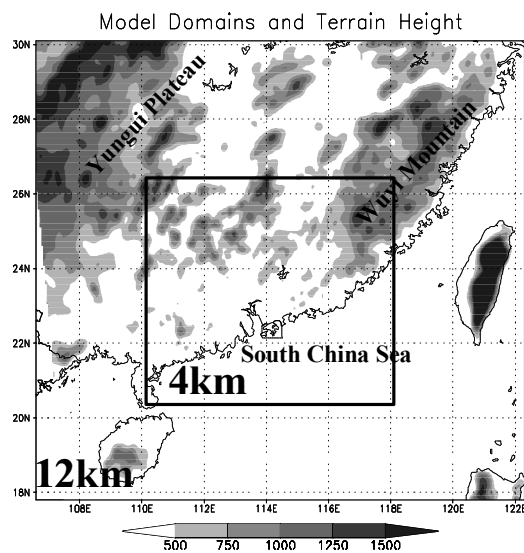 Model Domains and Terrain Height
30N
28N
26N
24N
22N
20N
18N
Yungui Plateau
Wuyi Mountain
South China Sea
4km
12km
108E 110E 112E 114E 116E 118E 120E 122E
500 750 1000 1250 1500